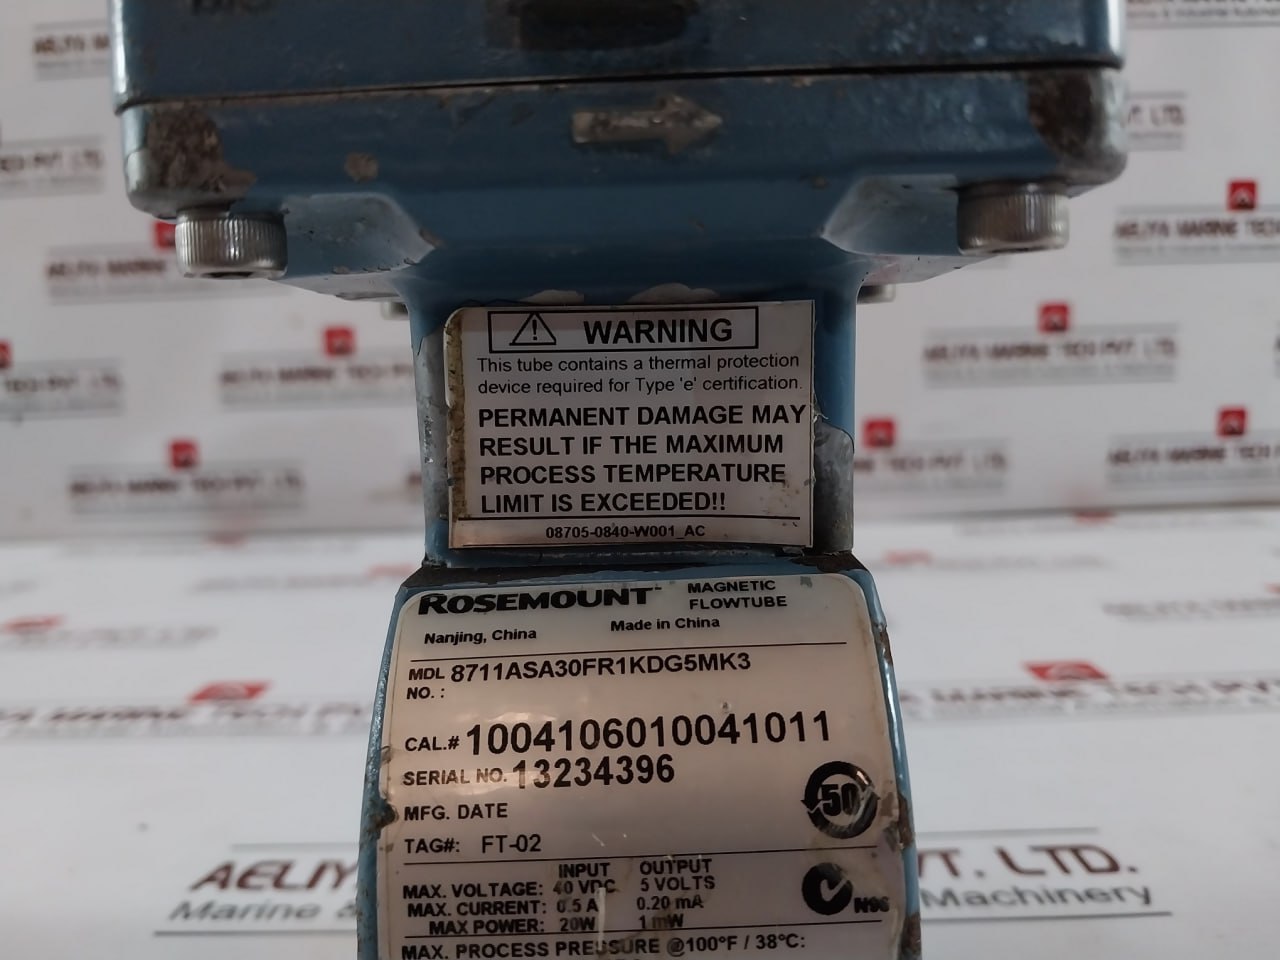 WARNING
This tube contains a thermal protection
device required for Type 'e' certification.
PERMANENT DAMAGE MAY
RESULT IF THE MAXIMUM
PROCESS TEMPERATURE
LIMIT IS EXCEEDED!!
08705-0840-W001_AC
ROSEMOUNT MAGNETIC
FLOWTUBE
Nanjing, China Made in China
MDL 8711ASA30FR1KDG5MK3
NO. :
CAL.# 1004106010041011
SERIAL NO. 13234396
MFG. DATE
50
TAG#: FT-02
INPUT OUTPUT
MAX. VOLTAGE: 40 VDC 5 VOLTS
MAX. CURRENT: 0.5 A 0.20 mA
N96
MAX. POWER: 20W 1 mW
MAX. PROCESS PRESSURE @100°F / 38°C:
PVT. LTD.
Marine Machinery